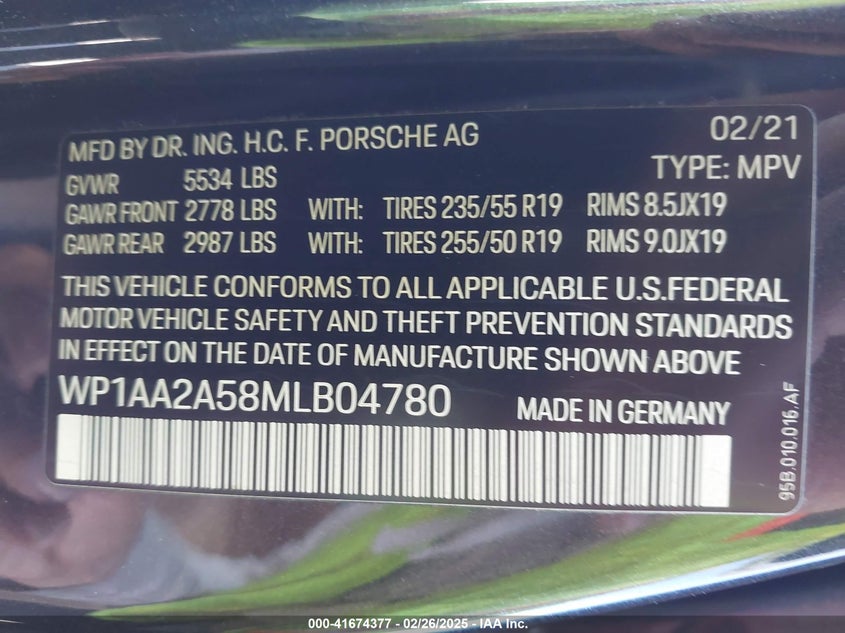 MFD BY DR. ING. H.C. F. PORSCHE AG 02/21
TYPE: MPV
GVWR 5534 LBS
GAWR FRONT 2778 LBS WITH: TIRES 235/55 R19 RIMS 8.5JX19
GAWR REAR 2987 LBS WITH: TIRES 255/50 R19 RIMS 9.0JX19
THIS VEHICLE CONFORMS TO ALL APPLICABLE U.S.FEDERAL
MOTOR VEHICLE SAFETY AND THEFT PREVENTION STANDARDS
IN EFFECT ON THE DATE OF MANUFACTURE SHOWN ABOVE
WP1AA2A58MLB04780 MADE IN GERMANY
95B.010.016.AF
000-41674377 - 02/26/2025 - IAA Inc.